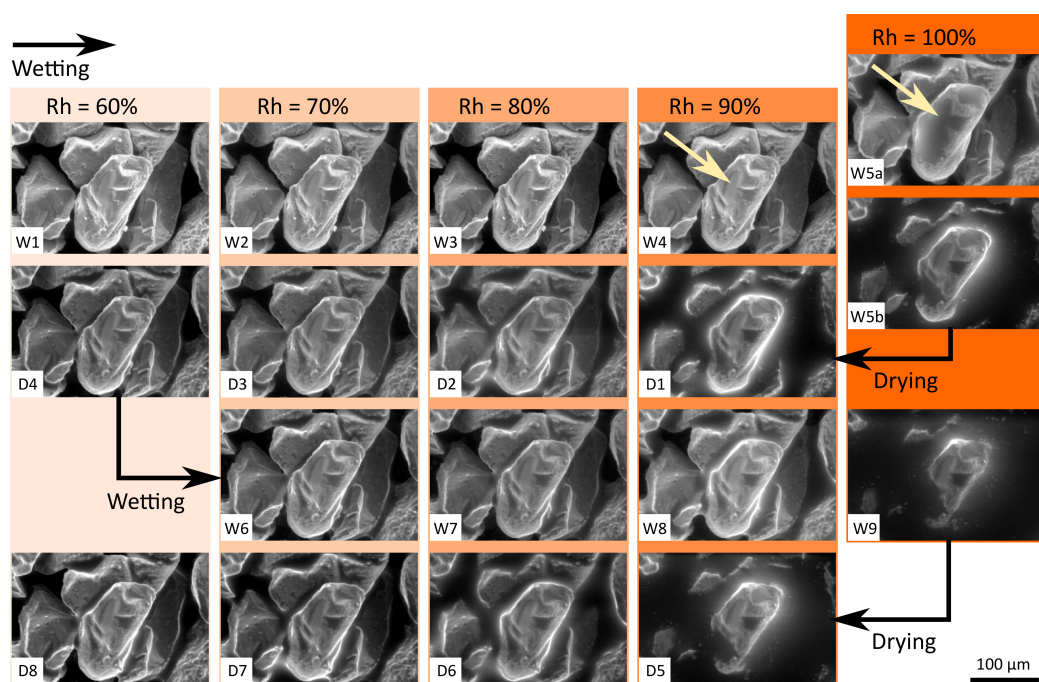 Wetting
Rh = 60%
Rh = 70%
Rh = 80%
Rh = 90%
Rh = 100%
W1
W2
W3
W4
W5a
W5b
D4
D3
D2
D1
Drying
Wetting
W6
W7
W8
W9
D8
D7
D6
D5
Drying
100 µm